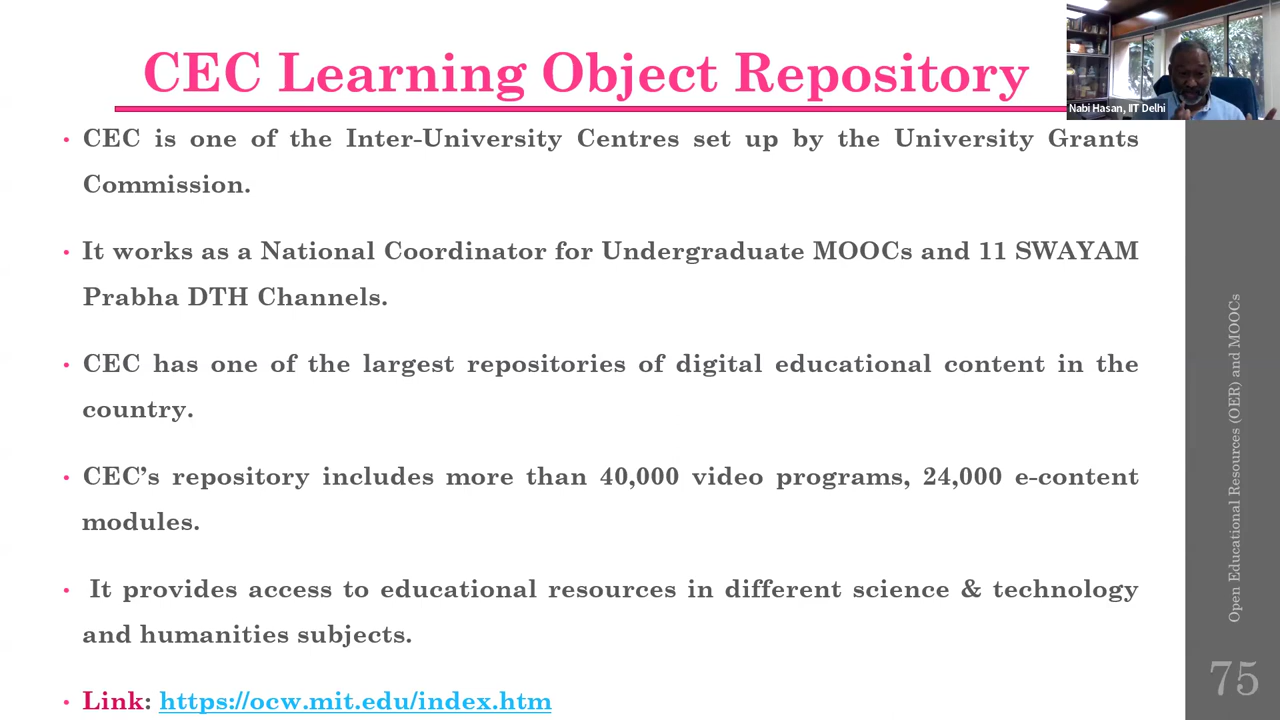 CEC Learning Object Repository
Nabi Hasan, IIT Delhi
• CEC is one of the Inter-University Centres set up by the University Grants
Commission.
• It works as a National Coordinator for Undergraduate MOOCs and 11 SWAYAM
Prabha DTH Channels.
• CEC has one of the largest repositories of digital educational content in the
country.
• CEC’s repository includes more than 40,000 video programs, 24,000 e-content
modules.
• It provides access to educational resources in different science & technology
and humanities subjects.
• Link: https://ocw.mit.edu/index.htm
Open Educational Resources (OER) and MOOCs
75